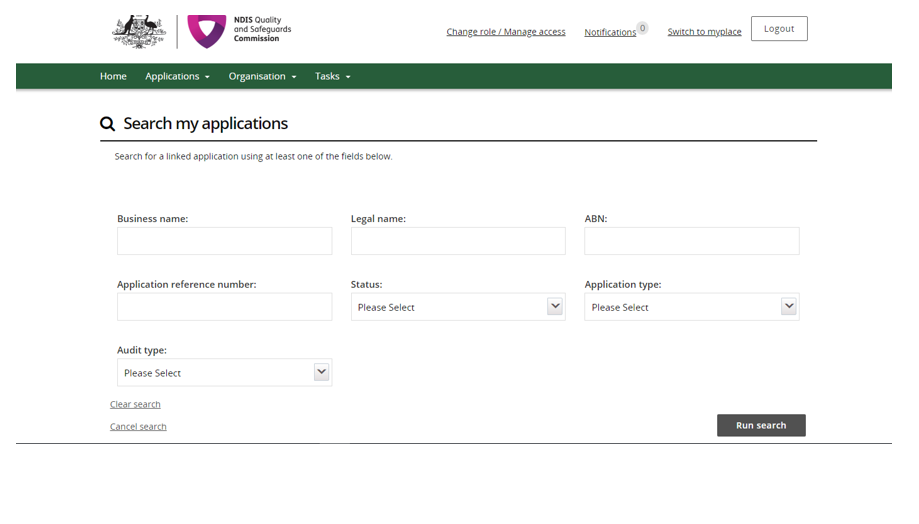 NDIS Quality
and Safeguards
Commission
Change role / Manage access
Notifications 0
Switch to myplace
Logout
Home Applications Organisation Tasks
Search my applications
Search for a linked application using at least one of the fields below.
Business name: Legal name: ABN:
Application reference number: Status: Application type:
Please Select Please Select
Audit type:
Please Select
Clear search
Cancel search
Run search